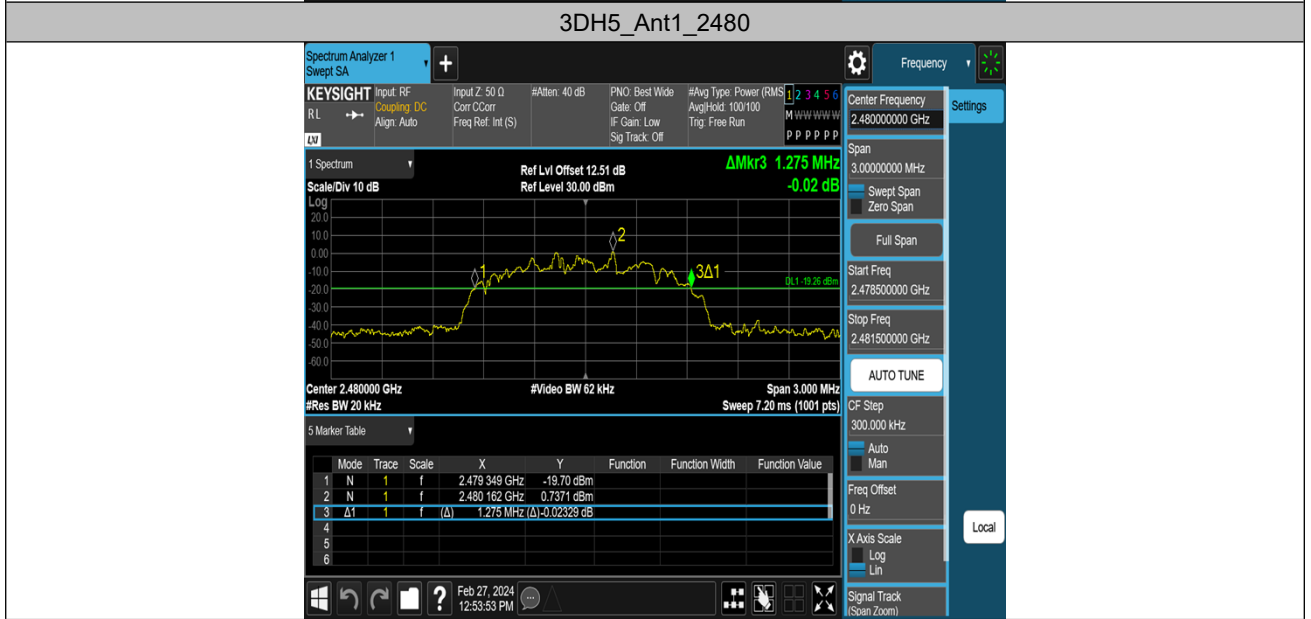 3DH5_Ant1_2480
Spectrum Analyzer 1
Swept SA
Frequency
KEYSIGHT
RL
LXI
Input: RF
Coupling: DC
Align: Auto
Input Z: 50 Ω
Corr CCorr
Freq Ref: Int (S)
#Atten: 40 dB
PNO: Best Wide
Gate: Off
IF Gain: Low
Sig Track: Off
#Avg Type: Power (RMS
Avg|Hold: 100/100
Trig: Free Run
1 2 3 4 5 6
M W W W W W
P P P P P P
1 Spectrum
Scale/Div 10 dB
Ref Lvl Offset 12.51 dB
Ref Level 30.00 dBm
ΔMkr3 1.275 MHz
-0.02 dB
Log
20.0
10.0
0.00
-10.0
-20.0
-30.0
-40.0
-50.0
-60.0
1
2
3Δ1
DL1 -19.26 dBm
Center 2.480000 GHz
#Video BW 62 kHz
Span 3.000 MHz
#Res BW 20 kHz
Sweep 7.20 ms (1001 pts)
5 Marker Table
Mode Trace Scale X Y Function Function Width Function Value
1 N 1 f 2.479 349 GHz -19.70 dBm
2 N 1 f 2.480 162 GHz 0.7371 dBm
3 Δ1 1 f (Δ) 1.275 MHz (Δ) -0.02329 dB
4
5
6
?
Feb 27, 2024
12:53:53 PM
Center Frequency
2.480000000 GHz
Settings
Span
3.00000000 MHz
Swept Span
Zero Span
Full Span
Start Freq
2.478500000 GHz
Stop Freq
2.481500000 GHz
AUTO TUNE
CF Step
300.000 kHz
Auto
Man
Freq Offset
0 Hz
X Axis Scale
Log
Lin
Local
Signal Track
(Span Zoom)